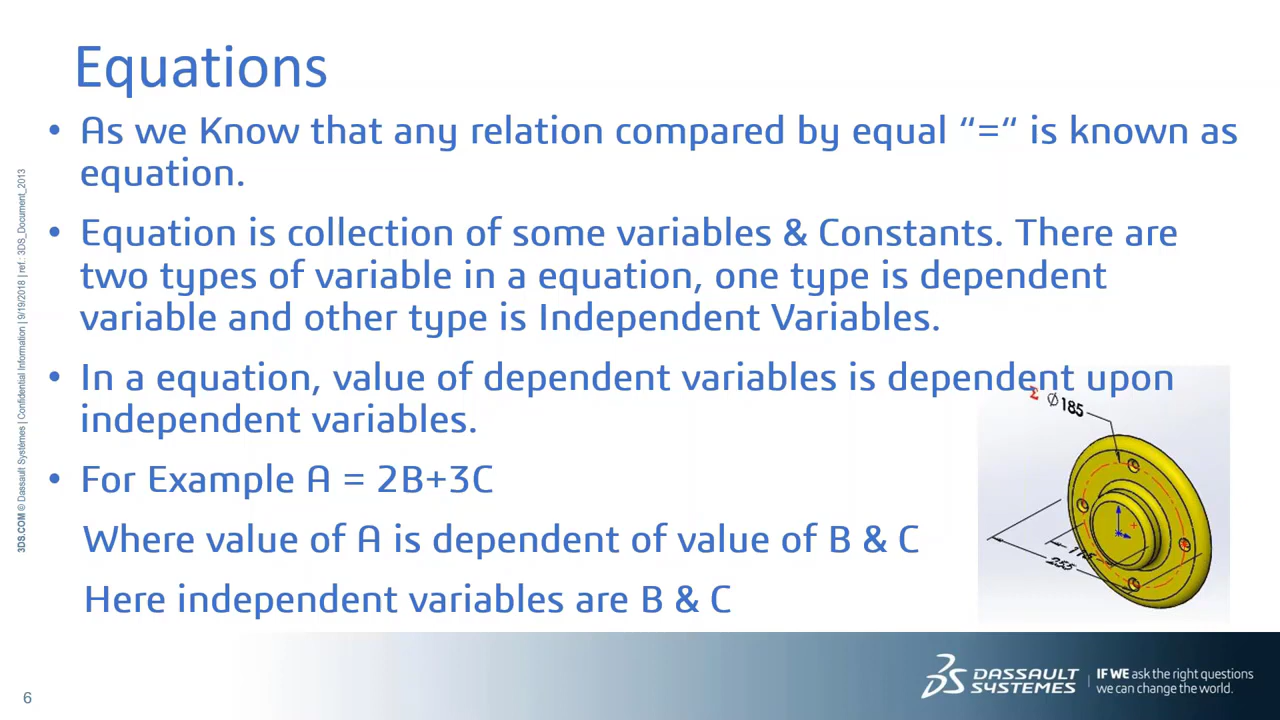 Equations
• As we Know that any relation compared by equal “=“ is known as
equation.
• Equation is collection of some variables & Constants. There are
two types of variable in a equation, one type is dependent
variable and other type is Independent Variables.
• In a equation, value of dependent variables is dependent upon
independent variables.
• For Example A = 2B+3C
Where value of A is dependent of value of B & C
Here independent variables are B & C
Σ Ø185
255
3DS.COM © Dassault Systèmes | Confidential Information | 9/19/2018 | ref.: 3DS_Document_2013
6
DASSAULT
SYSTEMES
IF WE ask the right questions
we can change the world.